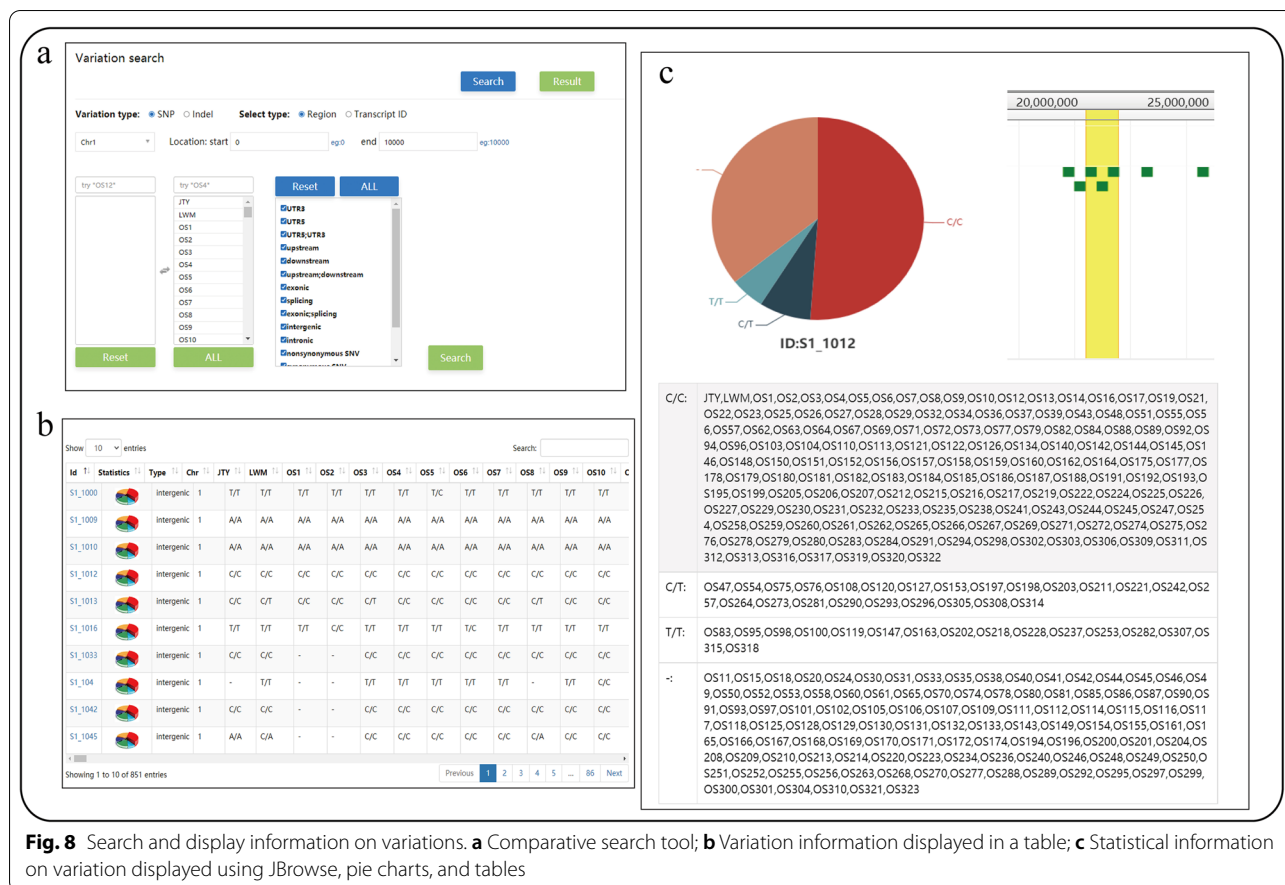 a
Variation search
Search Result
Variation type: SNP Indel Select type: Region Transcript ID
Chr1 Location: start 0 eg:0 end 10000 eg:10000
try "OS12" try "OS4" Reset ALL
JTY
LWM
OS1
OS2
OS3
OS4
OS5
OS6
OS7
OS8
OS9
OS10
UTR3
UTR5
UTR5;UTR3
upstream
downstream
upstream;downstream
exonic
splicing
exonic;splicing
intergenic
intronic
nonsynonymous SNV
synonymous SNV
Reset ALL Search
b
Show 10 entries Search:
Id Statistics Type Chr JTY LWM OS1 OS2 OS3 OS4 OS5 OS6 OS7 OS8 OS9 OS10 C
S1_1000 intergenic 1 T/T T/T T/T T/T T/T T/T T/C T/T T/T T/T T/T T/T
S1_1009 intergenic 1 A/A A/A A/A A/A A/A A/A A/A A/A A/A A/A A/A A/A
S1_1010 intergenic 1 A/A A/A A/A A/A A/A A/A A/A A/A A/A A/A A/A A/A
S1_1012 intergenic 1 C/C C/C C/C C/C C/C C/C C/C C/C C/C C/C C/C C/C
S1_1013 intergenic 1 C/C C/T C/C C/C C/T C/C C/C C/C C/C C/T C/C C/C
S1_1016 intergenic 1 T/T T/T T/T C/C T/T T/T T/T T/C T/T T/T T/T T/T
S1_1033 intergenic 1 C/C C/C - - C/C C/C C/C C/C C/C C/C C/C C/C
S1_104 intergenic 1 - T/T - - T/T T/T T/T T/T T/T - T/T C/C
S1_1042 intergenic 1 C/C C/C - - C/C C/C C/C C/C C/C C/C C/C C/C
S1_1045 intergenic 1 A/A C/A - - C/C C/C C/C C/C C/C C/A C/C C/C
Showing 1 to 10 of 851 entries Previous 1 2 3 4 5 ... 86 Next
c
-
C/C
T/T
C/T
ID:S1_1012
20,000,000 25,000,000
C/C: JTY,LWM,OS1,OS2,OS3,OS4,OS5,OS6,OS7,OS8,OS9,OS10,OS12,OS13,OS14,OS16,OS17,OS19,OS21,
OS22,OS23,OS25,OS26,OS27,OS28,OS29,OS32,OS34,OS36,OS37,OS39,OS43,OS48,OS51,OS55,OS
56,OS57,OS62,OS63,OS64,OS67,OS69,OS71,OS72,OS73,OS77,OS79,OS82,OS84,OS88,OS89,OS92,OS
94,OS96,OS103,OS104,OS110,OS113,OS121,OS122,OS126,OS134,OS140,OS142,OS144,OS145,OS1
46,OS148,OS150,OS151,OS152,OS156,OS157,OS158,OS159,OS160,OS162,OS164,OS175,OS177,OS
178,OS179,OS180,OS181,OS182,OS183,OS184,OS185,OS186,OS187,OS188,OS191,OS192,OS193,
OS195,OS199,OS205,OS206,OS207,OS212,OS215,OS216,OS217,OS219,OS222,OS224,OS225,OS226,
OS227,OS229,OS230,OS231,OS232,OS233,OS235,OS238,OS241,OS243,OS244,OS245,OS247,OS25
4,OS258,OS259,OS260,OS261,OS262,OS265,OS266,OS267,OS269,OS271,OS272,OS274,OS275,OS2
76,OS278,OS279,OS280,OS283,OS284,OS291,OS294,OS298,OS302,OS303,OS306,OS309,OS311,OS
312,OS313,OS316,OS317,OS319,OS320,OS322
C/T: OS47,OS54,OS75,OS76,OS108,OS120,OS127,OS153,OS197,OS198,OS203,OS211,OS221,OS242,OS2
57,OS264,OS273,OS281,OS290,OS293,OS296,OS305,OS308,OS314
T/T: OS83,OS95,OS98,OS100,OS119,OS147,OS163,OS202,OS218,OS228,OS237,OS253,OS282,OS307,OS
315,OS318
-: OS11,OS15,OS18,OS20,OS24,OS30,OS31,OS33,OS35,OS38,OS40,OS41,OS42,OS44,OS45,OS46,OS4
9,OS50,OS52,OS53,OS58,OS60,OS61,OS65,OS70,OS74,OS78,OS80,OS81,OS85,OS86,OS87,OS90,OS
91,OS93,OS97,OS101,OS102,OS105,OS106,OS107,OS109,OS111,OS112,OS114,OS115,OS116,OS11
7,OS118,OS125,OS128,OS129,OS130,OS131,OS132,OS133,OS143,OS149,OS154,OS155,OS161,OS1
65,OS166,OS167,OS168,OS169,OS170,OS171,OS172,OS174,OS194,OS196,OS200,OS201,OS204,OS
208,OS209,OS210,OS213,OS214,OS220,OS223,OS234,OS236,OS240,OS246,OS248,OS249,OS250,O
S251,OS252,OS255,OS256,OS263,OS268,OS270,OS277,OS288,OS289,OS292,OS295,OS297,OS299,
OS300,OS301,OS304,OS310,OS321,OS323
Fig. 8 Search and display information on variations. a Comparative search tool; b Variation information displayed in a table; c Statistical information
on variation displayed using JBrowse, pie charts, and tables